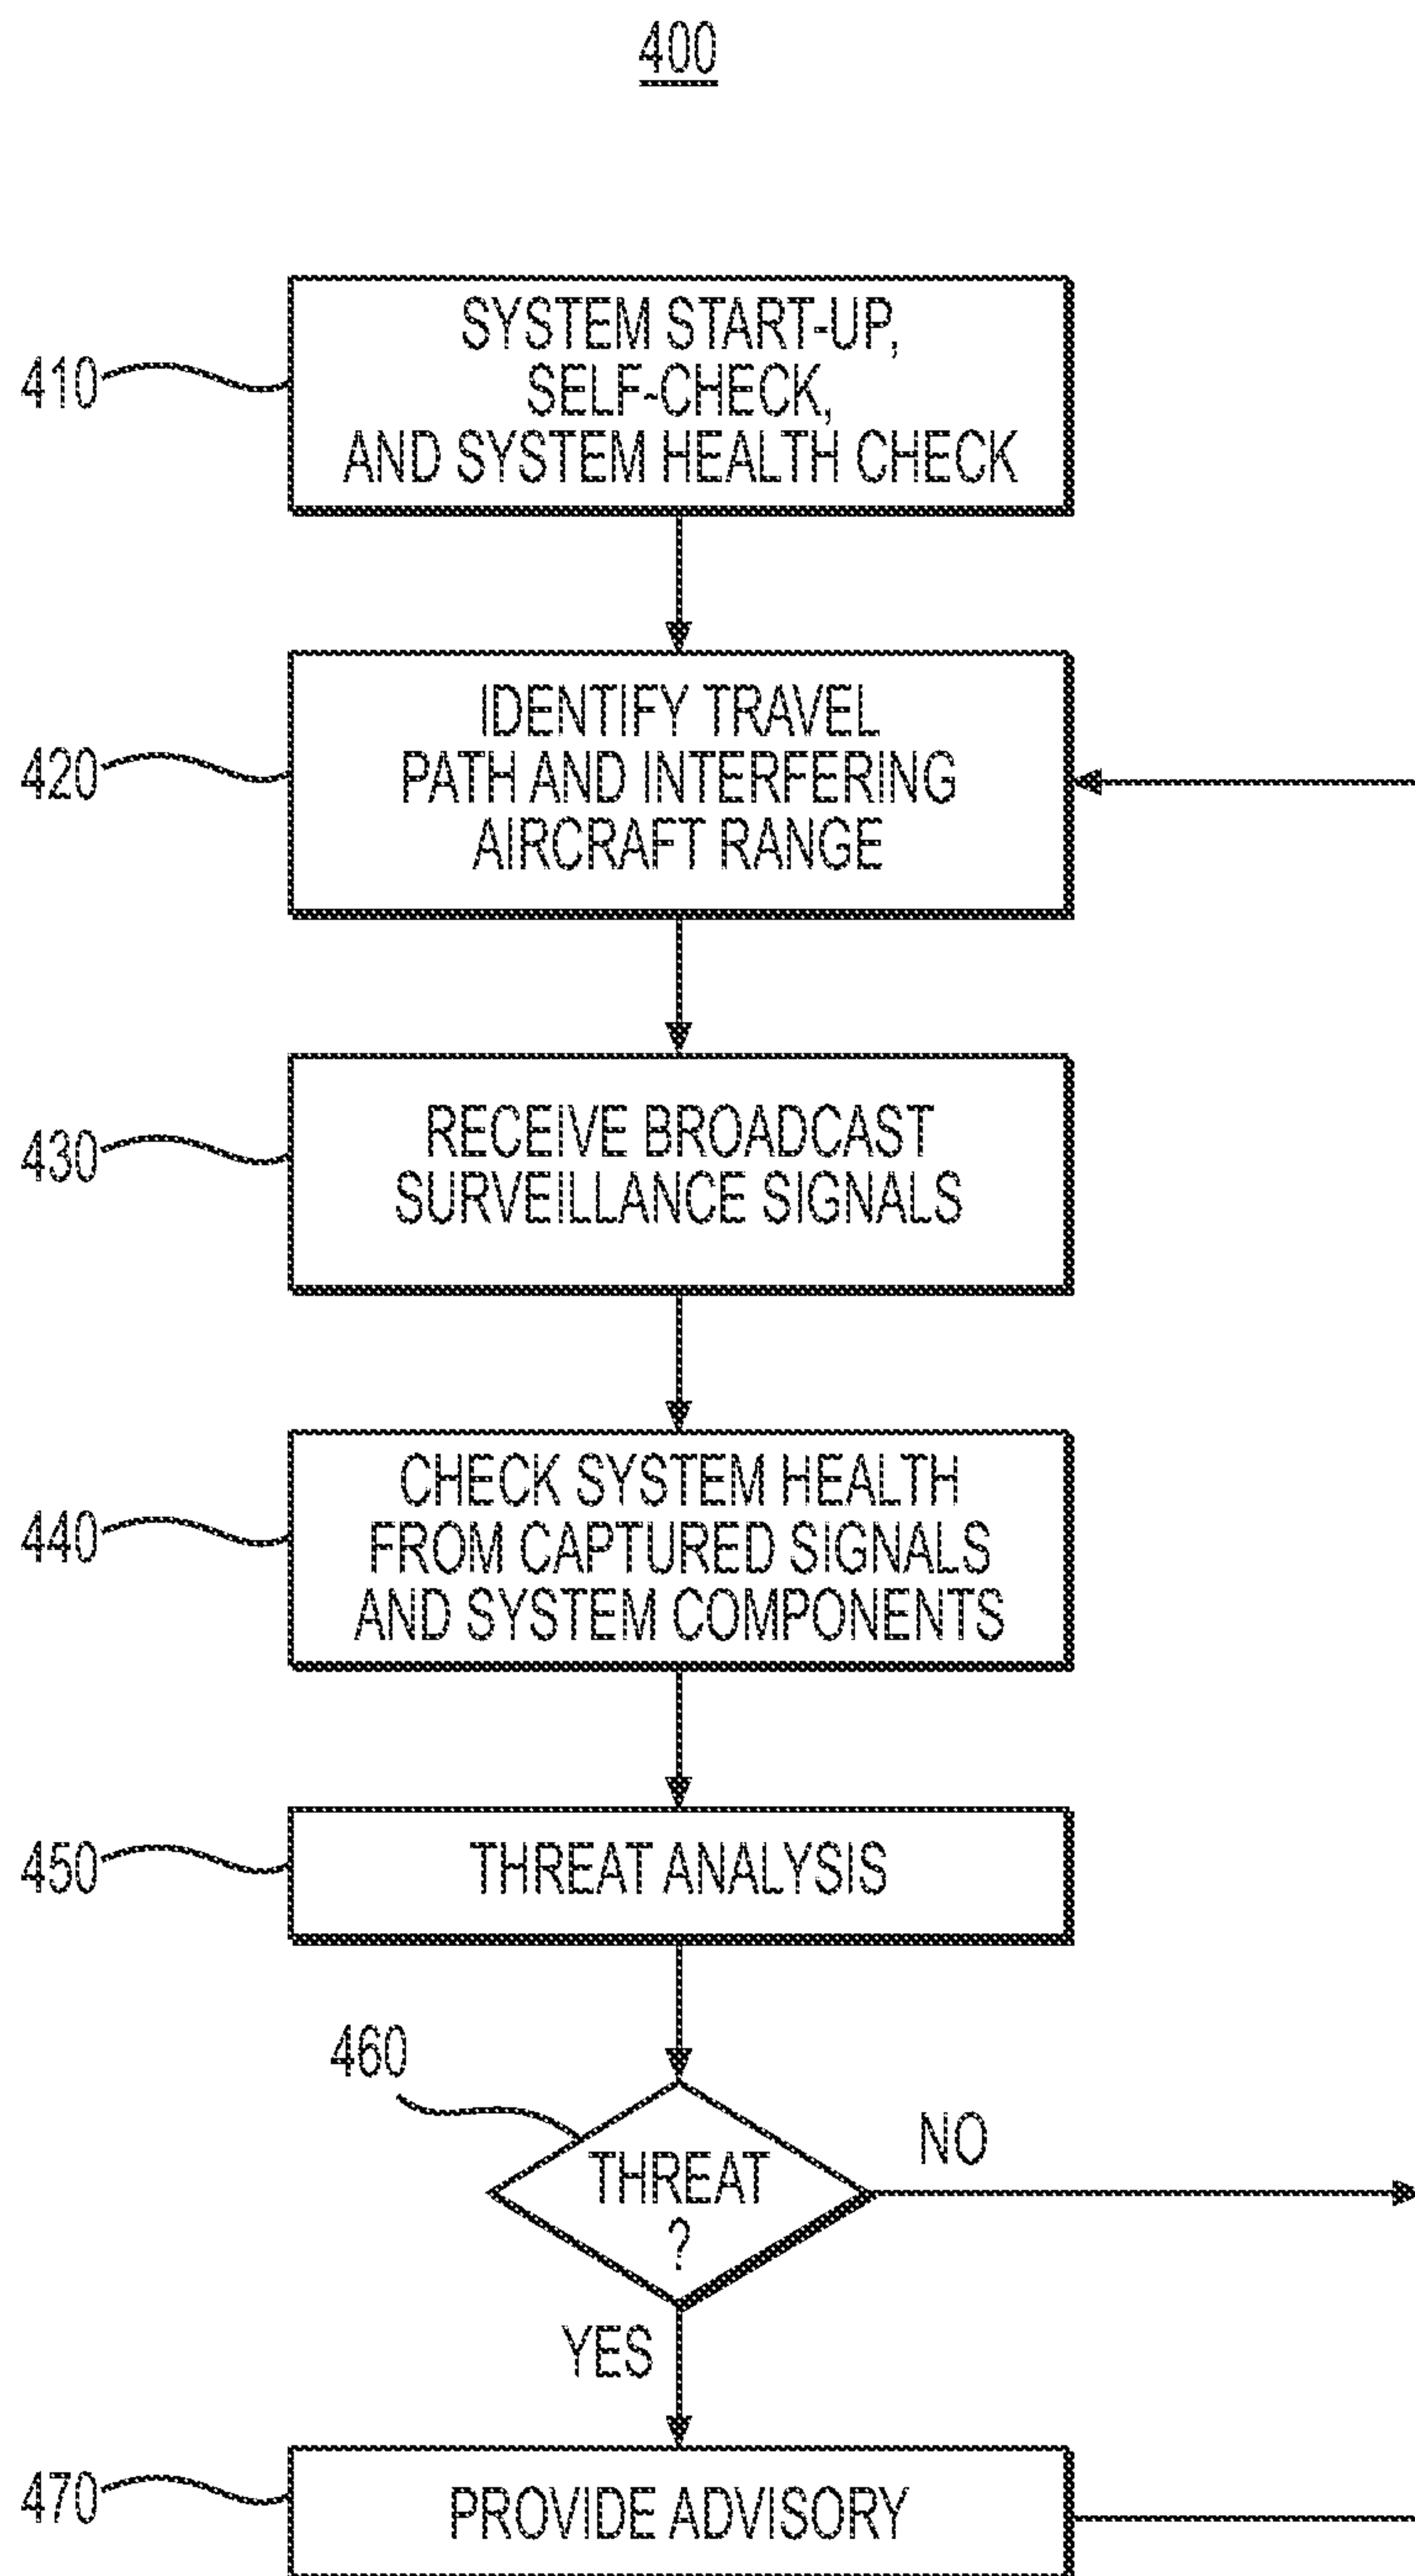 400
410
SYSTEM START-UP,
SELF-CHECK,
AND SYSTEM HEALTH CHECK
420
IDENTIFY TRAVEL
PATH AND INTERFERING
AIRCRAFT RANGE
430
RECEIVE BROADCAST
SURVEILLANCE SIGNALS
440
CHECK SYSTEM HEALTH
FROM CAPTURED SIGNALS
AND SYSTEM COMPONENTS
450
THREAT ANALYSIS
460
THREAT
?
NO
YES
470
PROVIDE ADVISORY